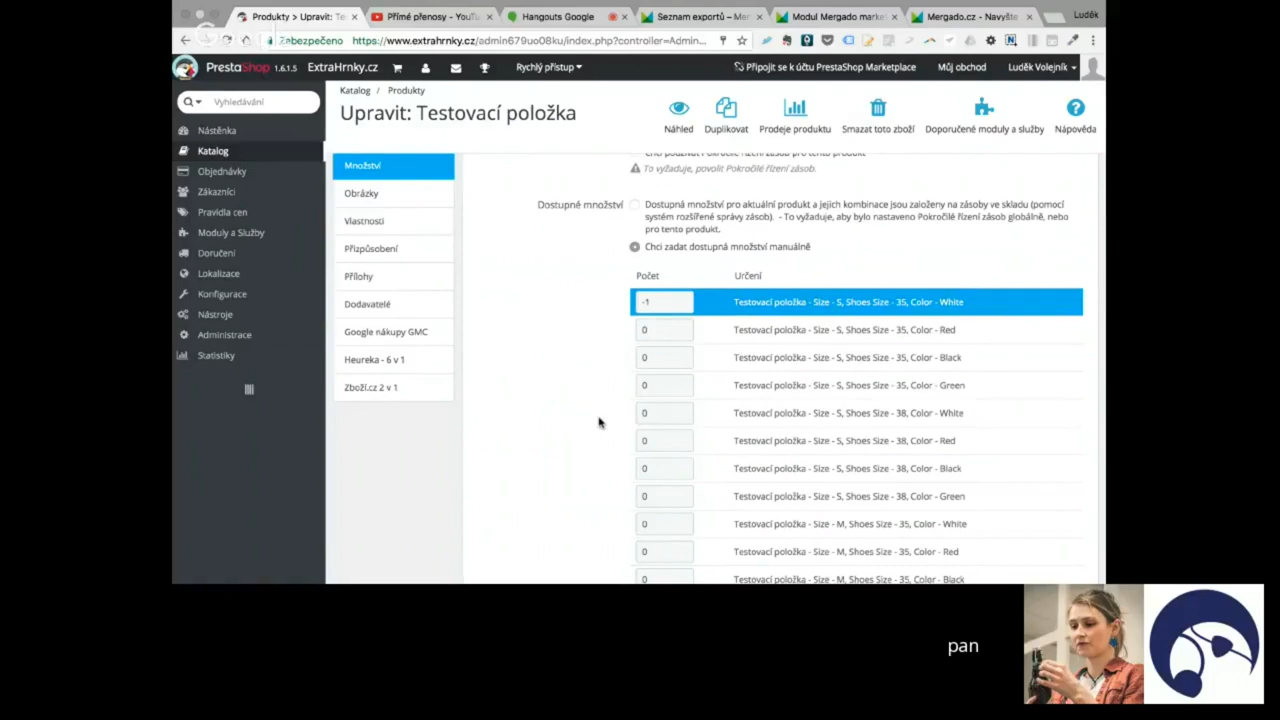 Produkty > Upravit: Tes
Přímé přenosy - YouTu
Hangouts Google
Seznam exportů – Mer
Modul Mergado market
Mergado.cz - Navyšte
Luděk
Zabezpečeno
https://www.extrahrnky.cz/admin679uo08ku/index.php?controller=Admin...
PrestaShop 1.6.1.5
ExtraHrnky.cz
Rychlý přístup
Připojit se k účtu PrestaShop Marketplace
Můj obchod
Luděk Volejník
Vyhledávání
Nástěnka
Katalog
Objednávky
Zákazníci
Pravidla cen
Moduly a Služby
Doručení
Lokalizace
Konfigurace
Nástroje
Administrace
Statistiky
Katalog / Produkty
Upravit: Testovací položka
Náhled
Duplikovat
Prodeje produktu
Smazat toto zboží
Doporučené moduly a služby
Nápověda
Množství
Obrázky
Vlastnosti
Přizpůsobení
Přílohy
Dodavatelé
Google nákupy GMC
Heureka - 6 v 1
Zboží.cz 2 v 1
Chci používat Pokročilé řízení zásob pro tento produkt
To vyžaduje, povolit Pokročilé řízení zásob.
Dostupné množství
Dostupná množství pro aktuální produkt a jejich kombinace jsou založeny na zásoby ve skladu (pomocí
systém rozšířené správy zásob). - To vyžaduje, aby bylo nastaveno Pokročilé řízení zásob globálně, nebo
pro tento produkt.
Chci zadat dostupná množství manuálně
Počet Určení
-1 Testovací položka - Size - S, Shoes Size - 35, Color - White
0 Testovací položka - Size - S, Shoes Size - 35, Color - Red
0 Testovací položka - Size - S, Shoes Size - 35, Color - Black
0 Testovací položka - Size - S, Shoes Size - 35, Color - Green
0 Testovací položka - Size - S, Shoes Size - 38, Color - White
0 Testovací položka - Size - S, Shoes Size - 38, Color - Red
0 Testovací položka - Size - S, Shoes Size - 38, Color - Black
0 Testovací položka - Size - S, Shoes Size - 38, Color - Green
0 Testovací položka - Size - M, Shoes Size - 35, Color - White
0 Testovací položka - Size - M, Shoes Size - 35, Color - Red
0 Testovací položka - Size - M, Shoes Size - 35, Color - Black
pan